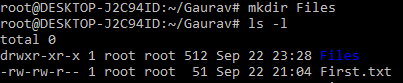 root@DESKTOP-J2C94ID:~/Gaurav# mkdir Files
root@DESKTOP-J2C94ID:~/Gaurav# ls -l
total 0
drwxr-xr-x 1 root root 512 Sep 22 23:28 Files
-rw-rw-r-- 1 root root  51 Sep 22 21:04 First.txt